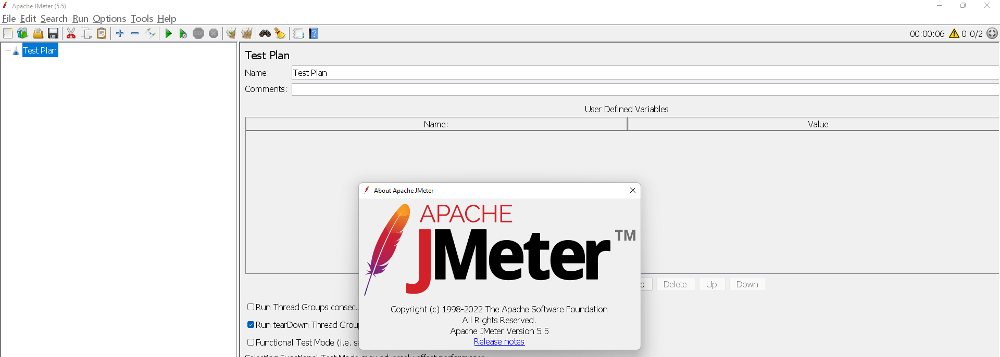 Apache JMeter (5.5)
File Edit Search Run Options Tools Help
STOP
00:00:06 0 0/2
Test Plan
Test Plan
Name: Test Plan
Comments:
User Defined Variables
Name: Value
About Apache JMeter
APACHE
JMeter TM
Delete Up Down
Copyright (c) 1998-2022 The Apache Software Foundation
All Rights Reserved.
Apache JMeter Version 5.5
Release notes
Run Thread Groups
Run tearDown Thread
Functional Test Mode (i.e.